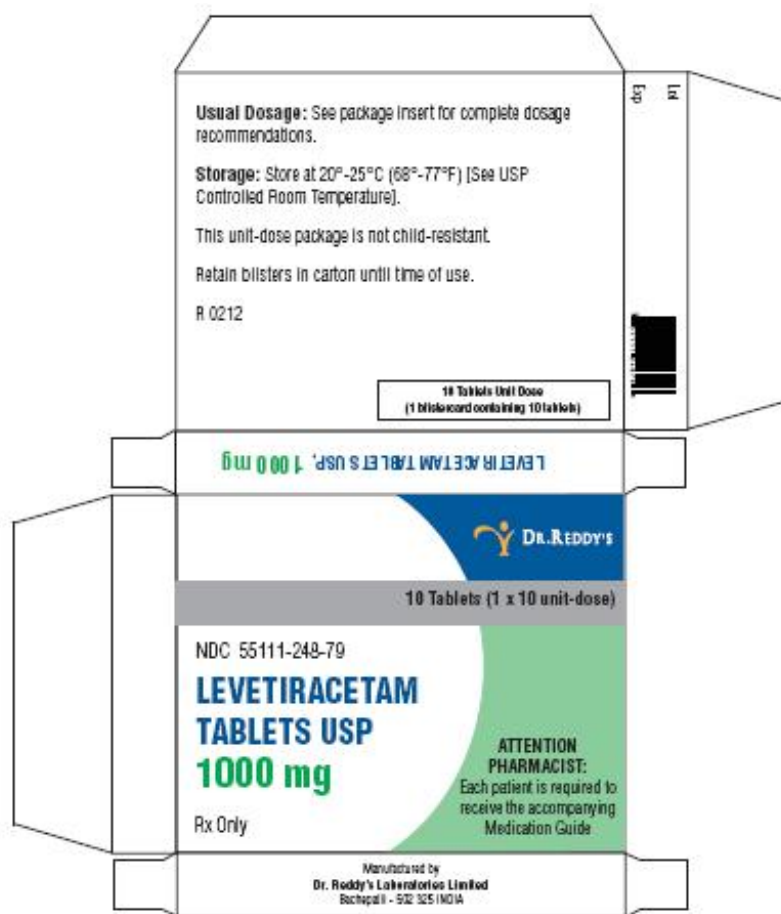 Usual Dosage: See package insert for complete dosage
recommendations.
Storage: Store at 20°-25°C (68°-77°F) [See USP
Controlled Room Temperature].
This unit-dose package is not child-resistant.
Retain blisters in carton until time of use.
R 0212
10 Tablets Unit Dose
(1 blistercard containing 10 tablets)
Lot
Exp
LEVETIRACETAM TABLETS USP, 1000 mg
DR.REDDY'S
10 Tablets (1 x 10 unit-dose)
NDC 55111-248-79
LEVETIRACETAM
TABLETS USP
1000 mg
Rx Only
ATTENTION
PHARMACIST:
Each patient is required to
receive the accompanying
Medication Guide
Manufactured by
Dr. Reddy's Laboratories Limited
Bachepalli - 502 325 INDIA